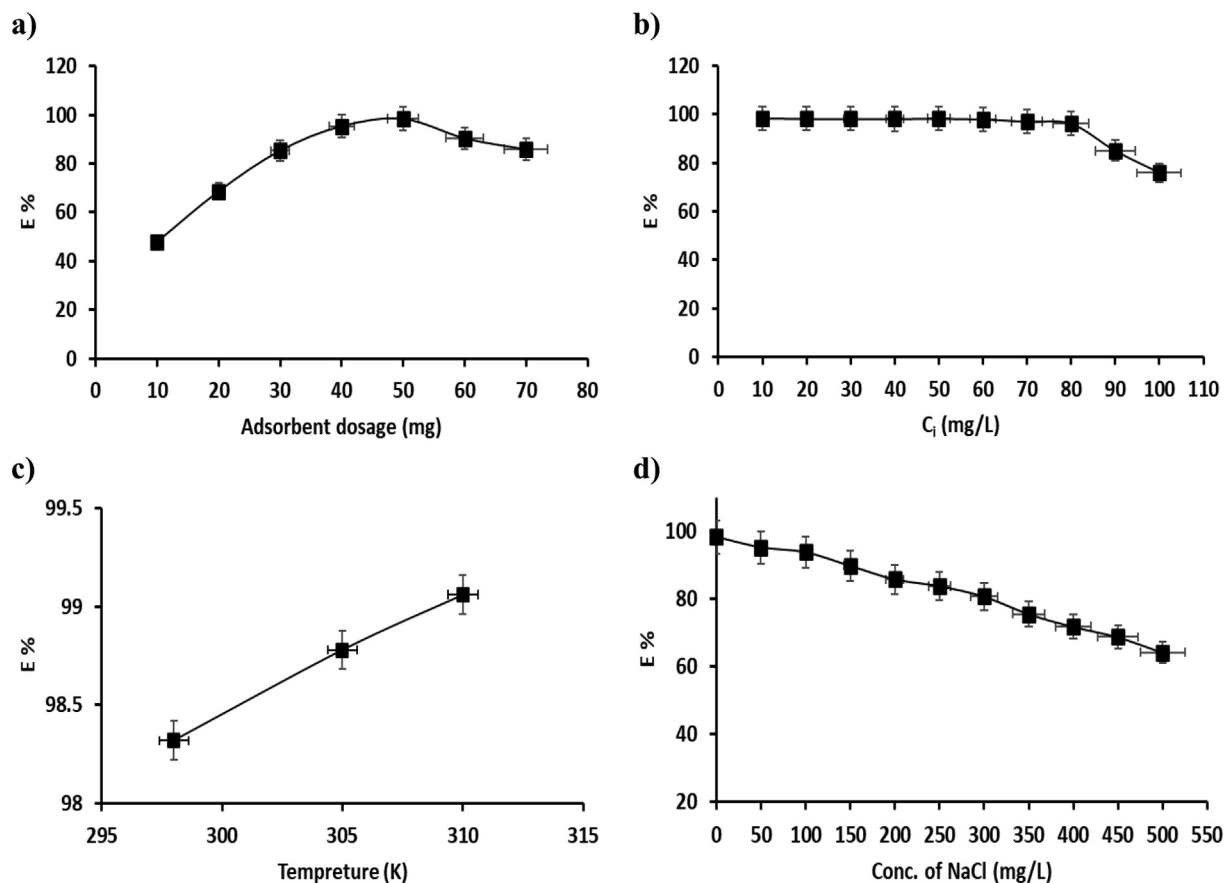 a)
120
100
80
60
40
20
0
E %
0 10 20 30 40 50 60 70 80
Adsorbent dosage (mg)
b)
120
100
80
60
40
20
0
E %
0 10 20 30 40 50 60 70 80 90 100 110
Ci (mg/L)
c)
99.5
99
98.5
98
E %
295 300 305 310 315
Tempreture (K)
d)
100
80
60
40
20
E %
0 50 100 150 200 250 300 350 400 450 500 550
Conc. of NaCl (mg/L)